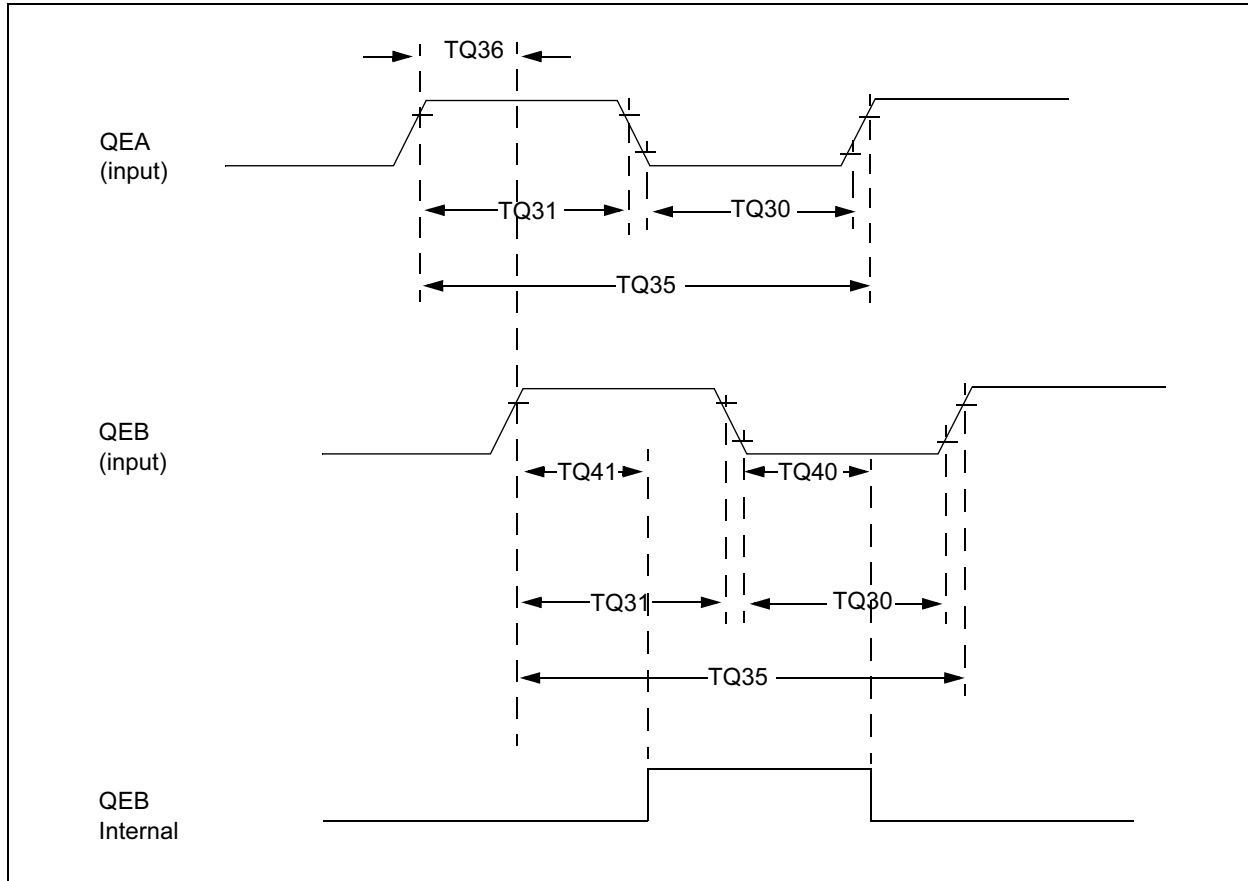 TQ36
QEA
(input)
TQ31
TQ30
TQ35
QEB
(input)
TQ41
TQ40
TQ31
TQ30
TQ35
QEB
Internal